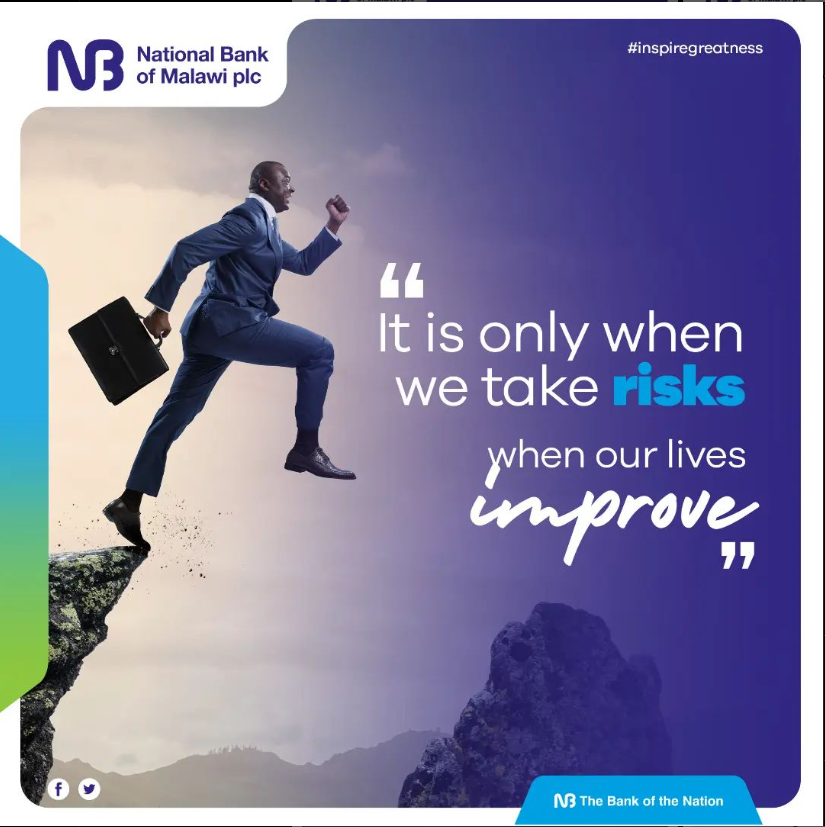 National Bank
of Malawi plc
#inspiregreatness
“
It is only when
we take risks
when our lives
improve
”
NB The Bank of the Nation